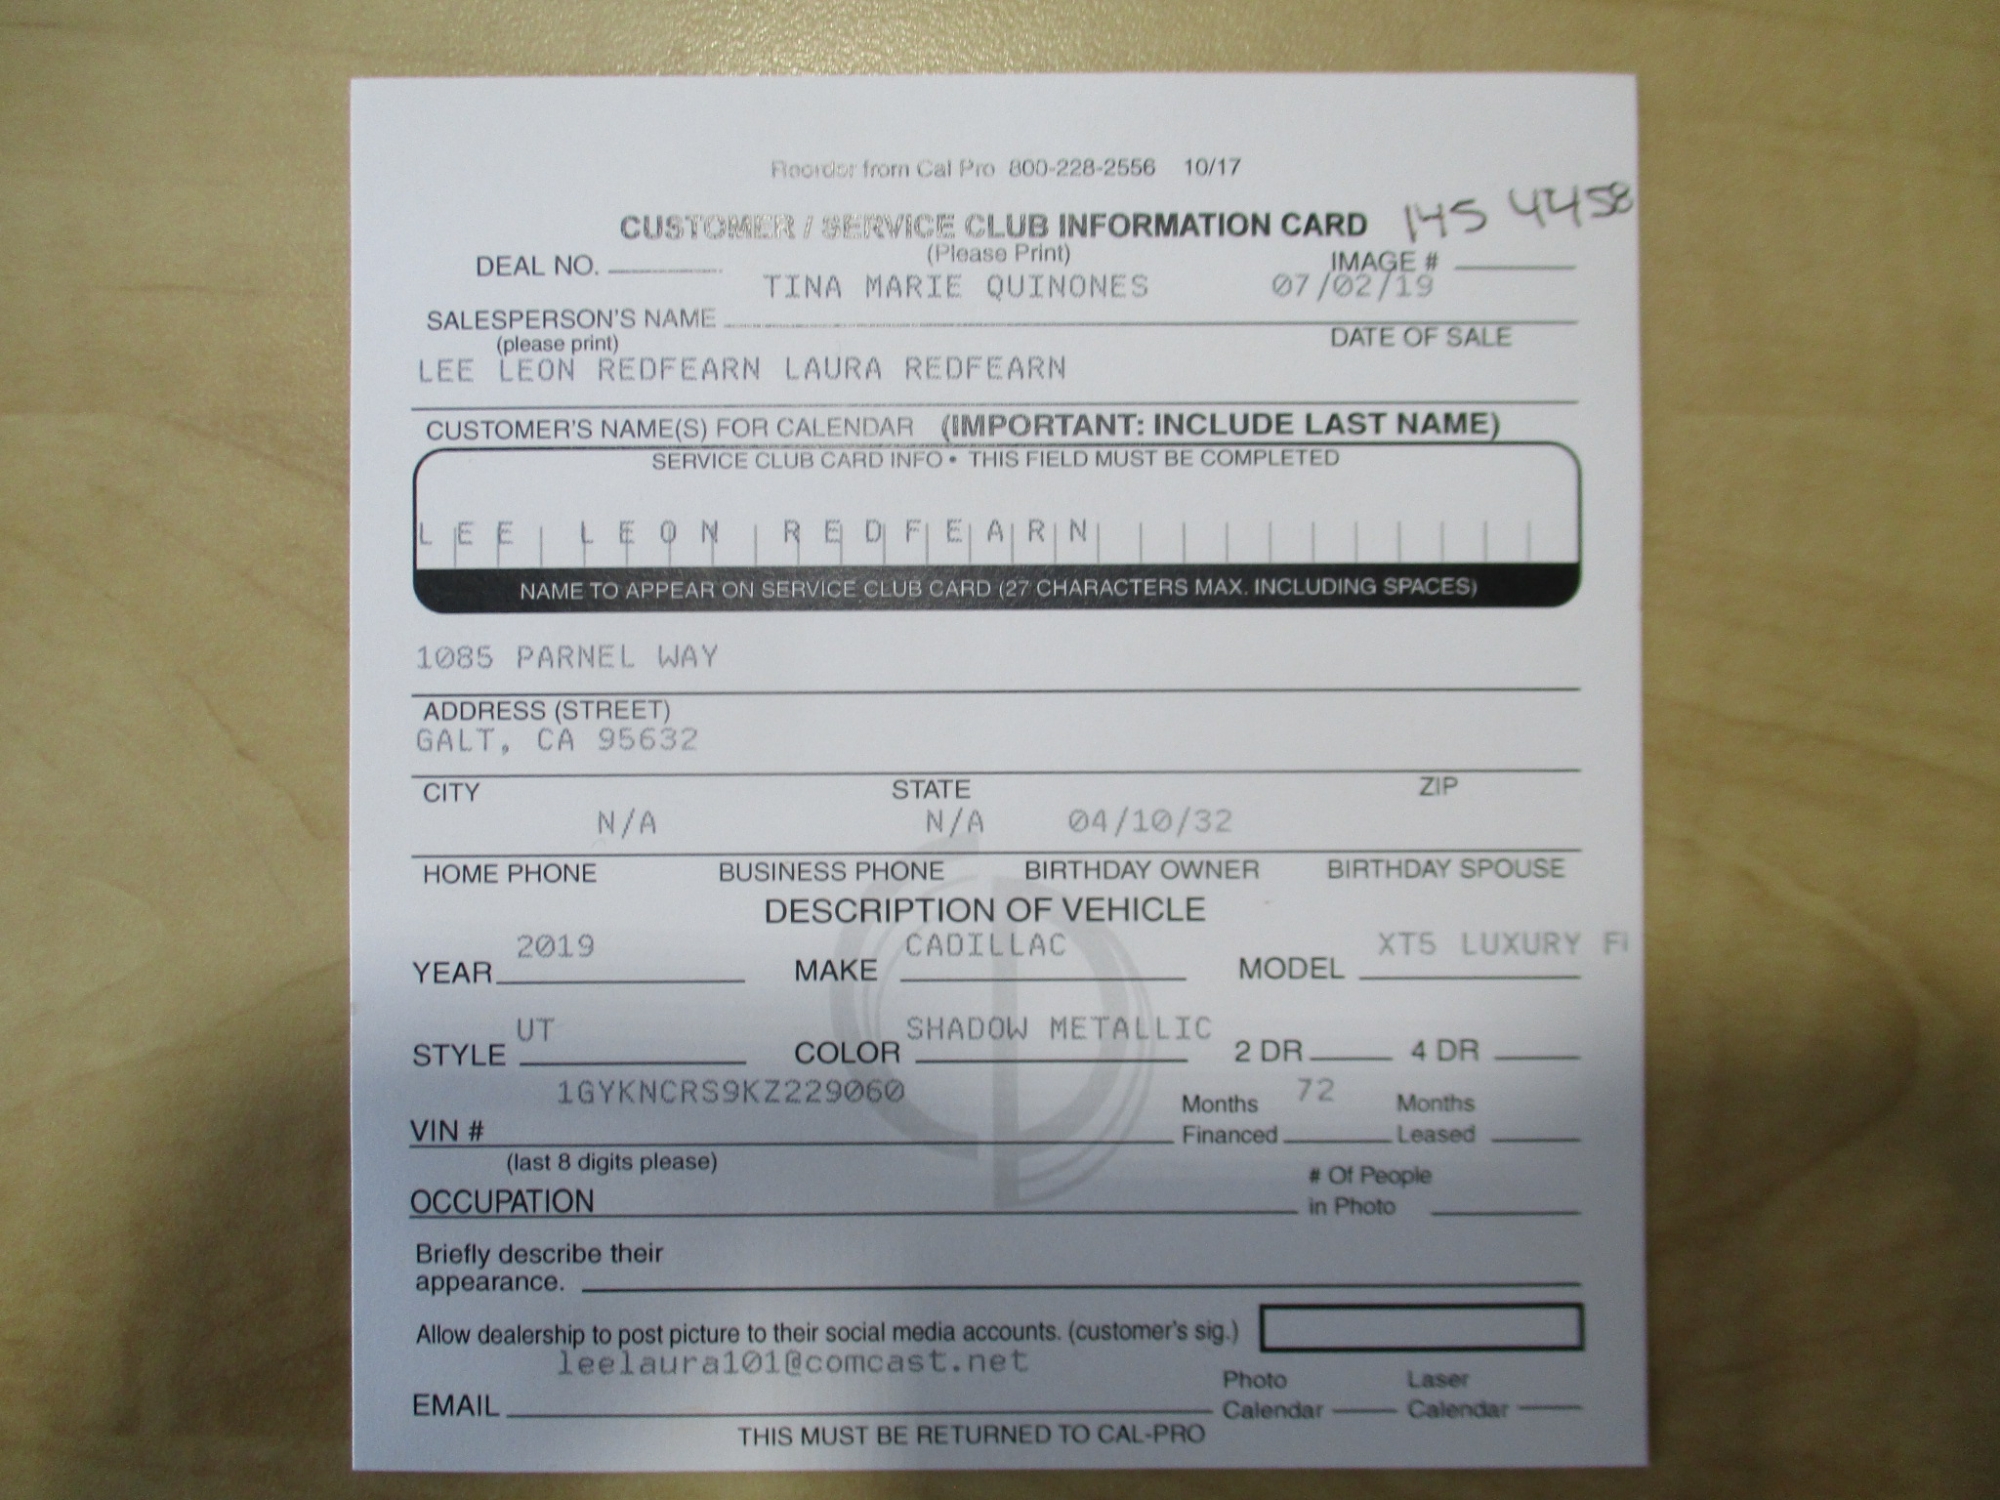 Reorder from Cal Pro 800-228-2556 10/17
CUSTOMER / SERVICE CLUB INFORMATION CARD 145 4458
(Please Print)
DEAL NO. IMAGE #
TINA MARIE QUINONES 07/02/19
SALESPERSON'S NAME
(please print) DATE OF SALE
LEE LEON REDFEARN LAURA REDFEARN
CUSTOMER'S NAME(S) FOR CALENDAR (IMPORTANT: INCLUDE LAST NAME)
SERVICE CLUB CARD INFO • THIS FIELD MUST BE COMPLETED
LEE LEON REDFEARN
NAME TO APPEAR ON SERVICE CLUB CARD (27 CHARACTERS MAX. INCLUDING SPACES)
1085 PARNEL WAY
ADDRESS (STREET)
GALT, CA 95632
CITY STATE ZIP
N/A N/A 04/10/32
HOME PHONE BUSINESS PHONE BIRTHDAY OWNER BIRTHDAY SPOUSE
DESCRIPTION OF VEHICLE
2019 CADILLAC XT5 LUXURY
YEAR MAKE MODEL
UT SHADOW METALLIC
STYLE COLOR 2 DR 4 DR
1GYKNCRS9KZ229060 72
VIN # Months Financed Months Leased
(last 8 digits please)
OCCUPATION # Of People in Photo
Briefly describe their
appearance.
Allow dealership to post picture to their social media accounts. (customer's sig.)
leelaura101@comcast.net
EMAIL Photo Calendar Laser Calendar
THIS MUST BE RETURNED TO CAL-PRO